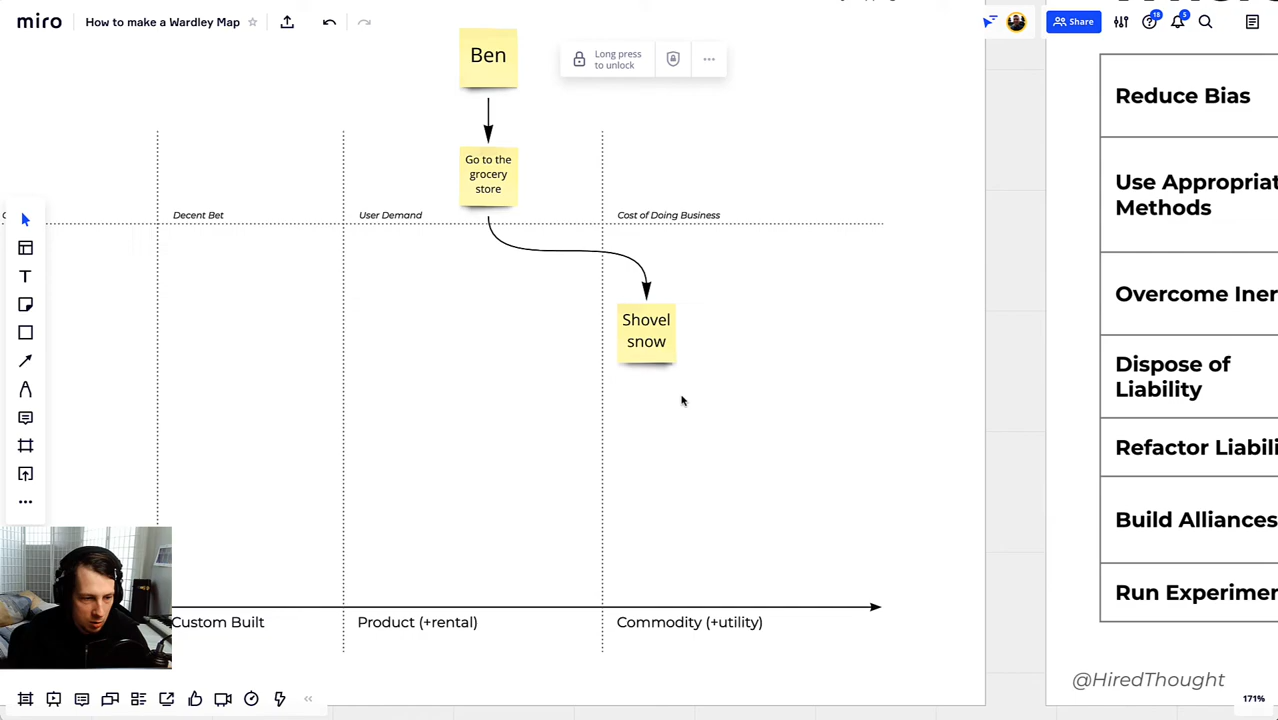 miro
How to make a Wardley Map
Share
18
5
Ben
Long press
to unlock
Go to the
grocery
store
Decent Bet
User Demand
Cost of Doing Business
Shovel
snow
Custom Built
Product (+rental)
Commodity (+utility)
Reduce Bias
Use Appropriat
Methods
Overcome Iner
Dispose of
Liability
Refactor Liabili
Build Alliances
Run Experimen
@HiredThought
171%